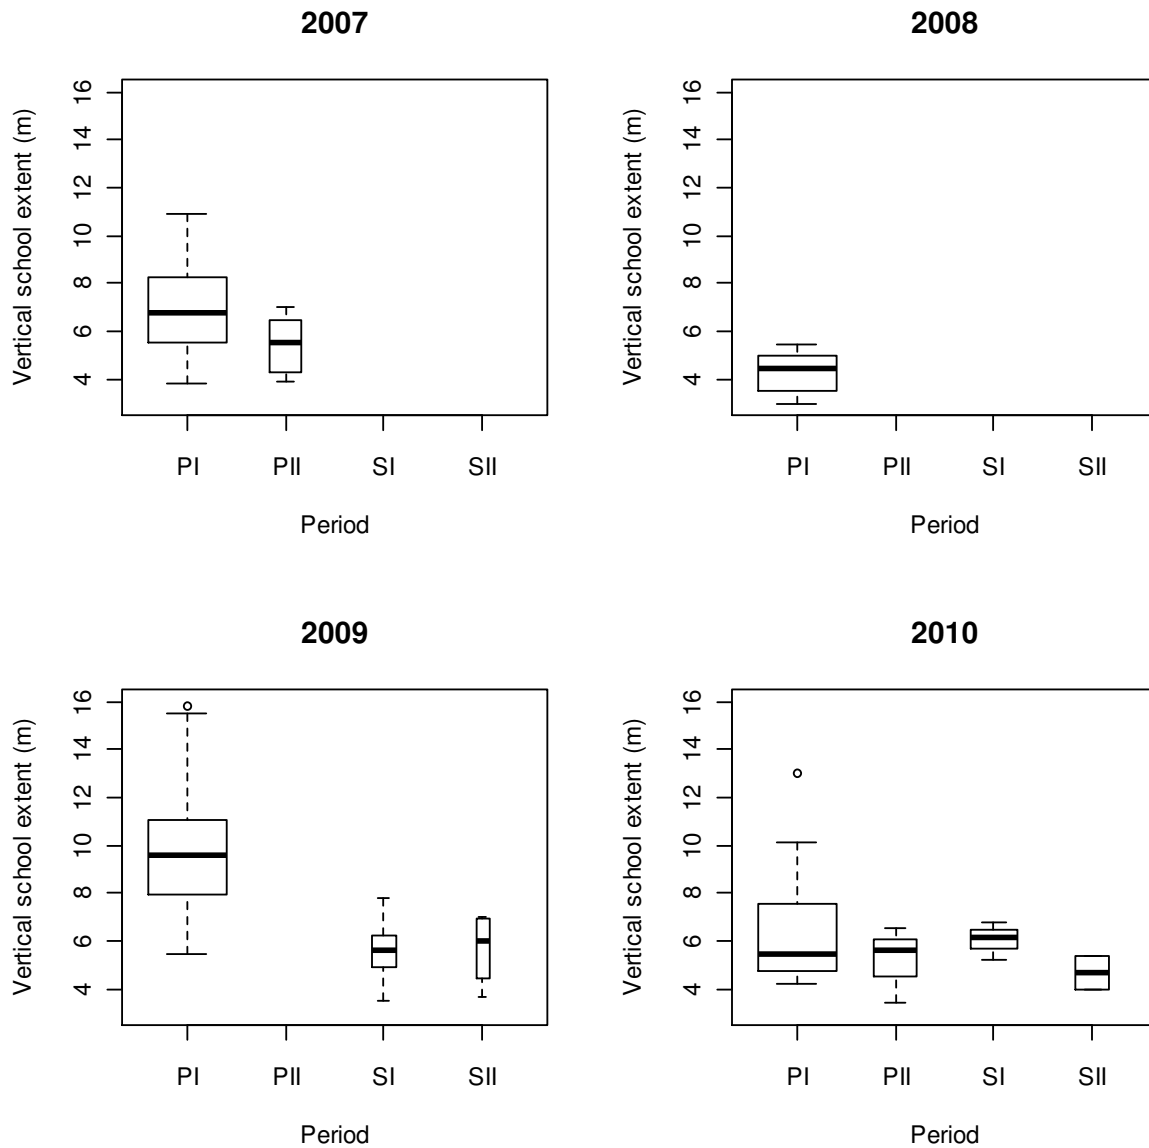 2007
Vertical school extent (m)
16
14
12
10
8
6
4
PI PII SI SII
Period
2008
Vertical school extent (m)
16
14
12
10
8
6
4
PI PII SI SII
Period
2009
Vertical school extent (m)
16
14
12
10
8
6
4
PI PII SI SII
Period
2010
Vertical school extent (m)
16
14
12
10
8
6
4
PI PII SI SII
Period